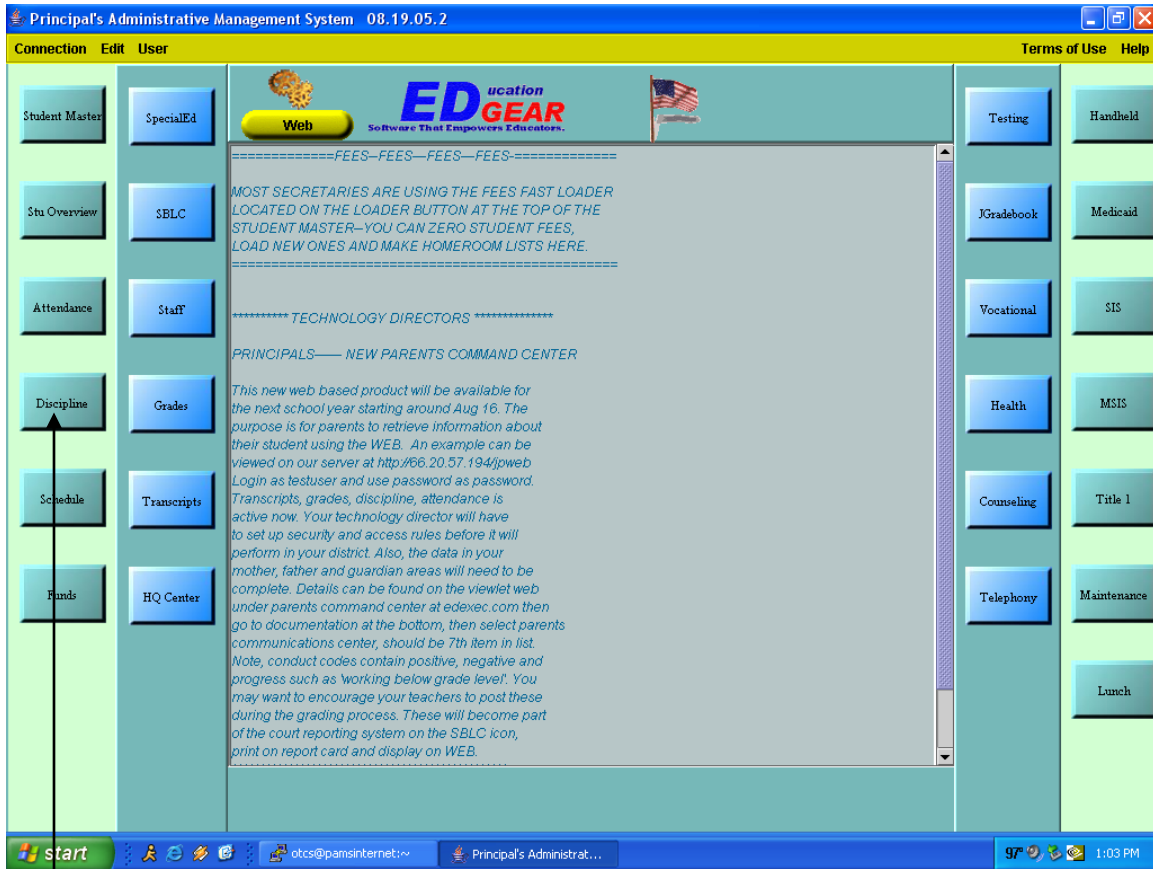 Principal's Administrative Management System 08.19.05.2
Connection Edit User Terms of Use Help
Student Master
Stu Overview
Attendance
Discipline
Schedule
Funds
SpecialEd
SBLC
Staff
Grades
Transcripts
HQ Center
Web
EDucation
GEAR
Software That Empowers Educators.
=============FEES--FEES—FEES—FEES-=============
MOST SECRETARIES ARE USING THE FEES FAST LOADER
LOCATED ON THE LOADER BUTTON AT THE TOP OF THE
STUDENT MASTER--YOU CAN ZERO STUDENT FEES,
LOAD NEW ONES AND MAKE HOMEROOM LISTS HERE.
=================================================
********** TECHNOLOGY DIRECTORS **************
PRINCIPALS—— NEW PARENTS COMMAND CENTER
This new web based product will be available for
the next school year starting around Aug 16. The
purpose is for parents to retrieve information about
their student using the WEB. An example can be
viewed on our server at http://66.20.57.194/jpweb
Login as testuser and use password as password.
Transcripts, grades, discipline, attendance is
active now. Your technology director will have
to set up security and access rules before it will
perform in your district. Also, the data in your
mother, father and guardian areas will need to be
complete. Details can be found on the viewlet web
under parents command center at edexec.com then
go to documentation at the bottom, then select parents
communications center, should be 7th item in list.
Note, conduct codes contain positive, negative and
progress such as 'working below grade level'. You
may want to encourage your teachers to post these
during the grading process. These will become part
of the court reporting system on the SBLC icon,
print on report card and display on WEB.
Testing
JGradebook
Vocational
Health
Counseling
Telephony
Handheld
Medicaid
SIS
MSIS
Title 1
Maintenance
Lunch
start
otcs@pamsinternet:~
Principal's Administrat...
97°
1:03 PM